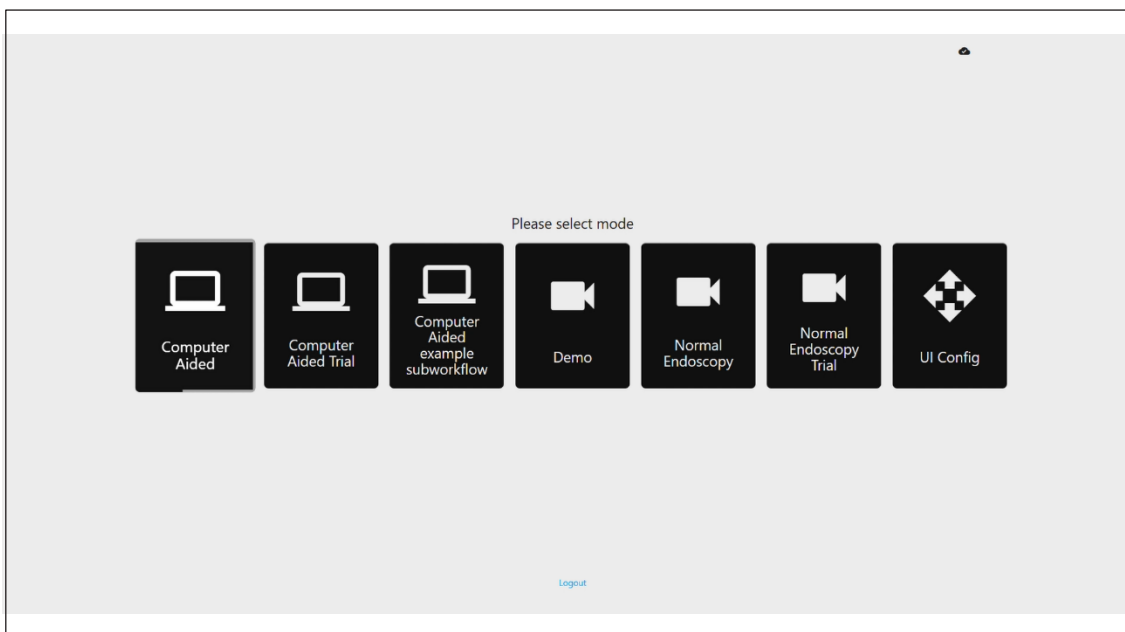 Please select mode
Computer
Aided
Computer
Aided Trial
Computer
Aided
example
subworkflow
Demo
Normal
Endoscopy
Normal
Endoscopy
Trial
UI Config
Logout